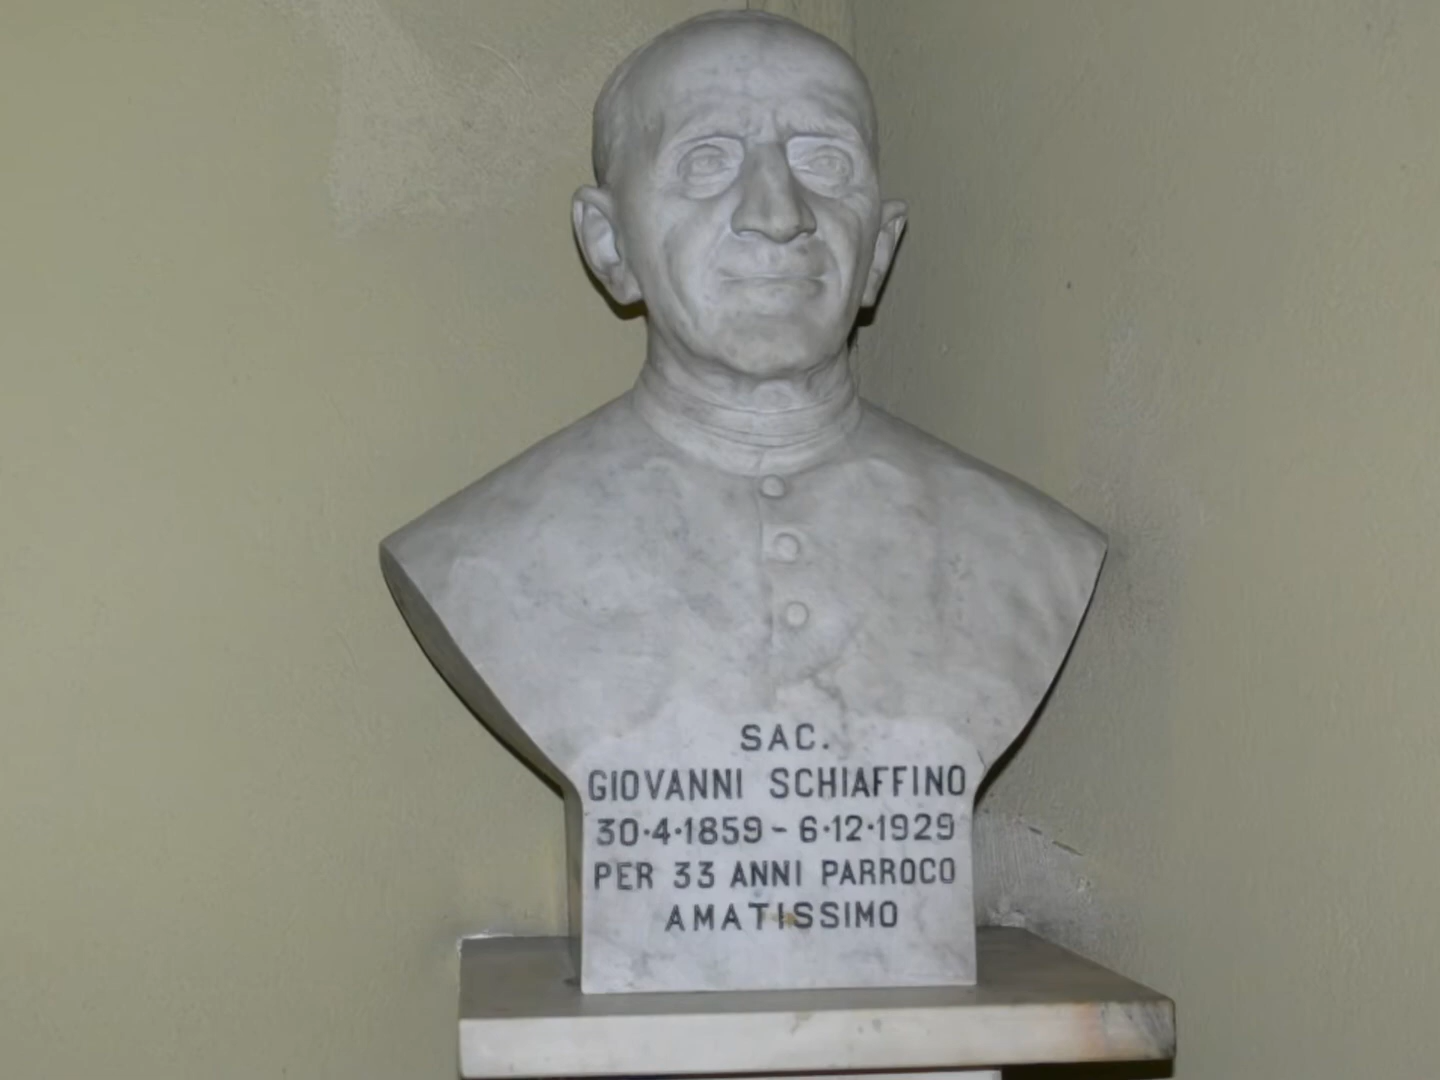 SAC.
GIOVANNI SCHIAFFINO
30·4·1859 - 6·12·1929
PER 33 ANNI PARROCO
AMATISSIMO